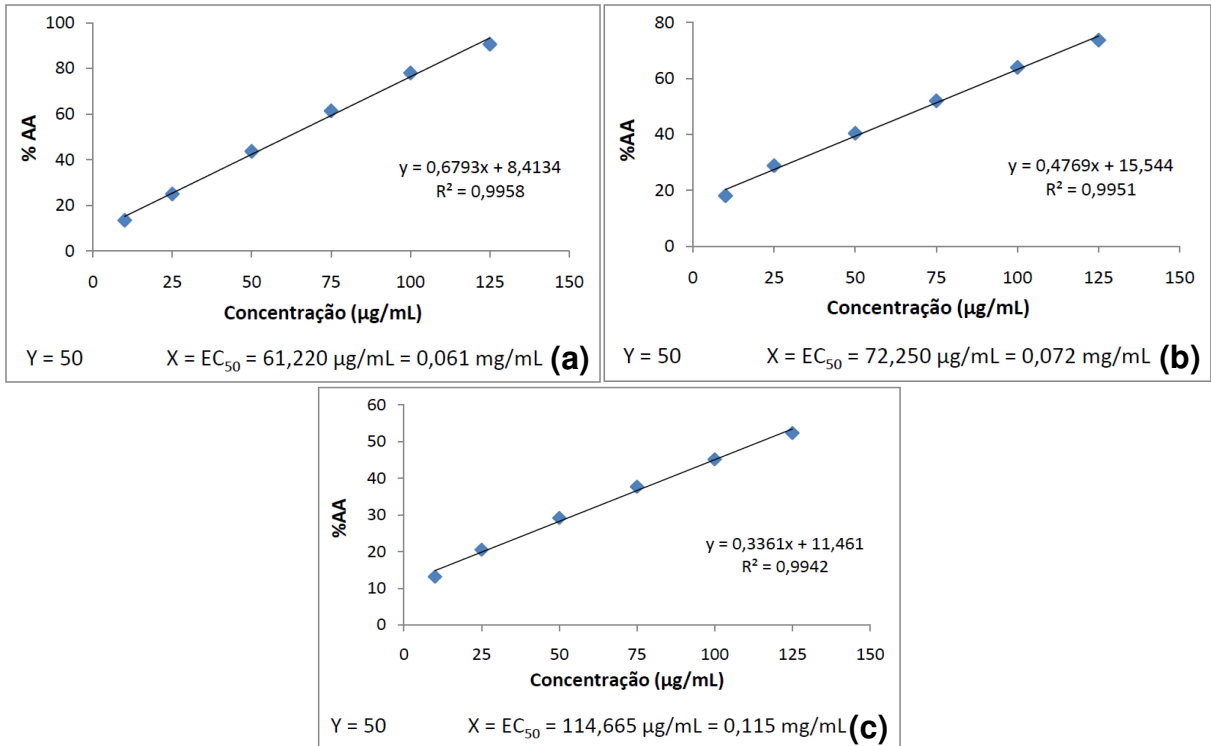 100
80
60
40
20
0
% AA
y = 0,6793x + 8,4134
R² = 0,9958
0 25 50 75 100 125 150
Concentração (µg/mL)
Y = 50 X = EC₅₀ = 61,220 µg/mL = 0,061 mg/mL (a)
80
60
40
20
0
%AA
y = 0,4769x + 15,544
R² = 0,9951
0 25 50 75 100 125 150
Concentração (µg/mL)
Y = 50 X = EC₅₀ = 72,250 µg/mL = 0,072 mg/mL (b)
60
50
40
30
20
10
0
%AA
y = 0,3361x + 11,461
R² = 0,9942
0 25 50 75 100 125 150
Concentração (µg/mL)
Y = 50 X = EC₅₀ = 114,665 µg/mL = 0,115 mg/mL (c)